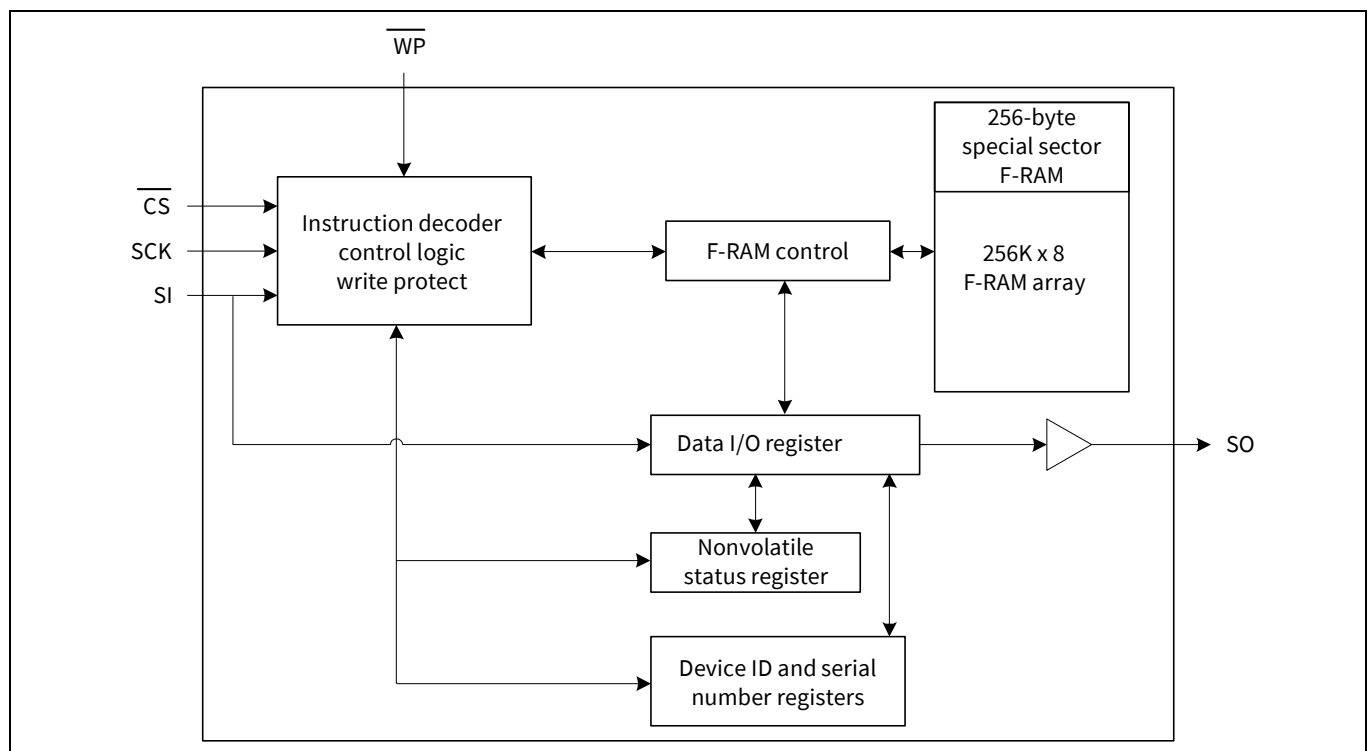 WP
256-byte
special sector
F-RAM
CS
SCK
SI
Instruction decoder
control logic
write protect
F-RAM control
256K x 8
F-RAM array
Data I/O register
SO
Nonvolatile
status register
Device ID and serial
number registers